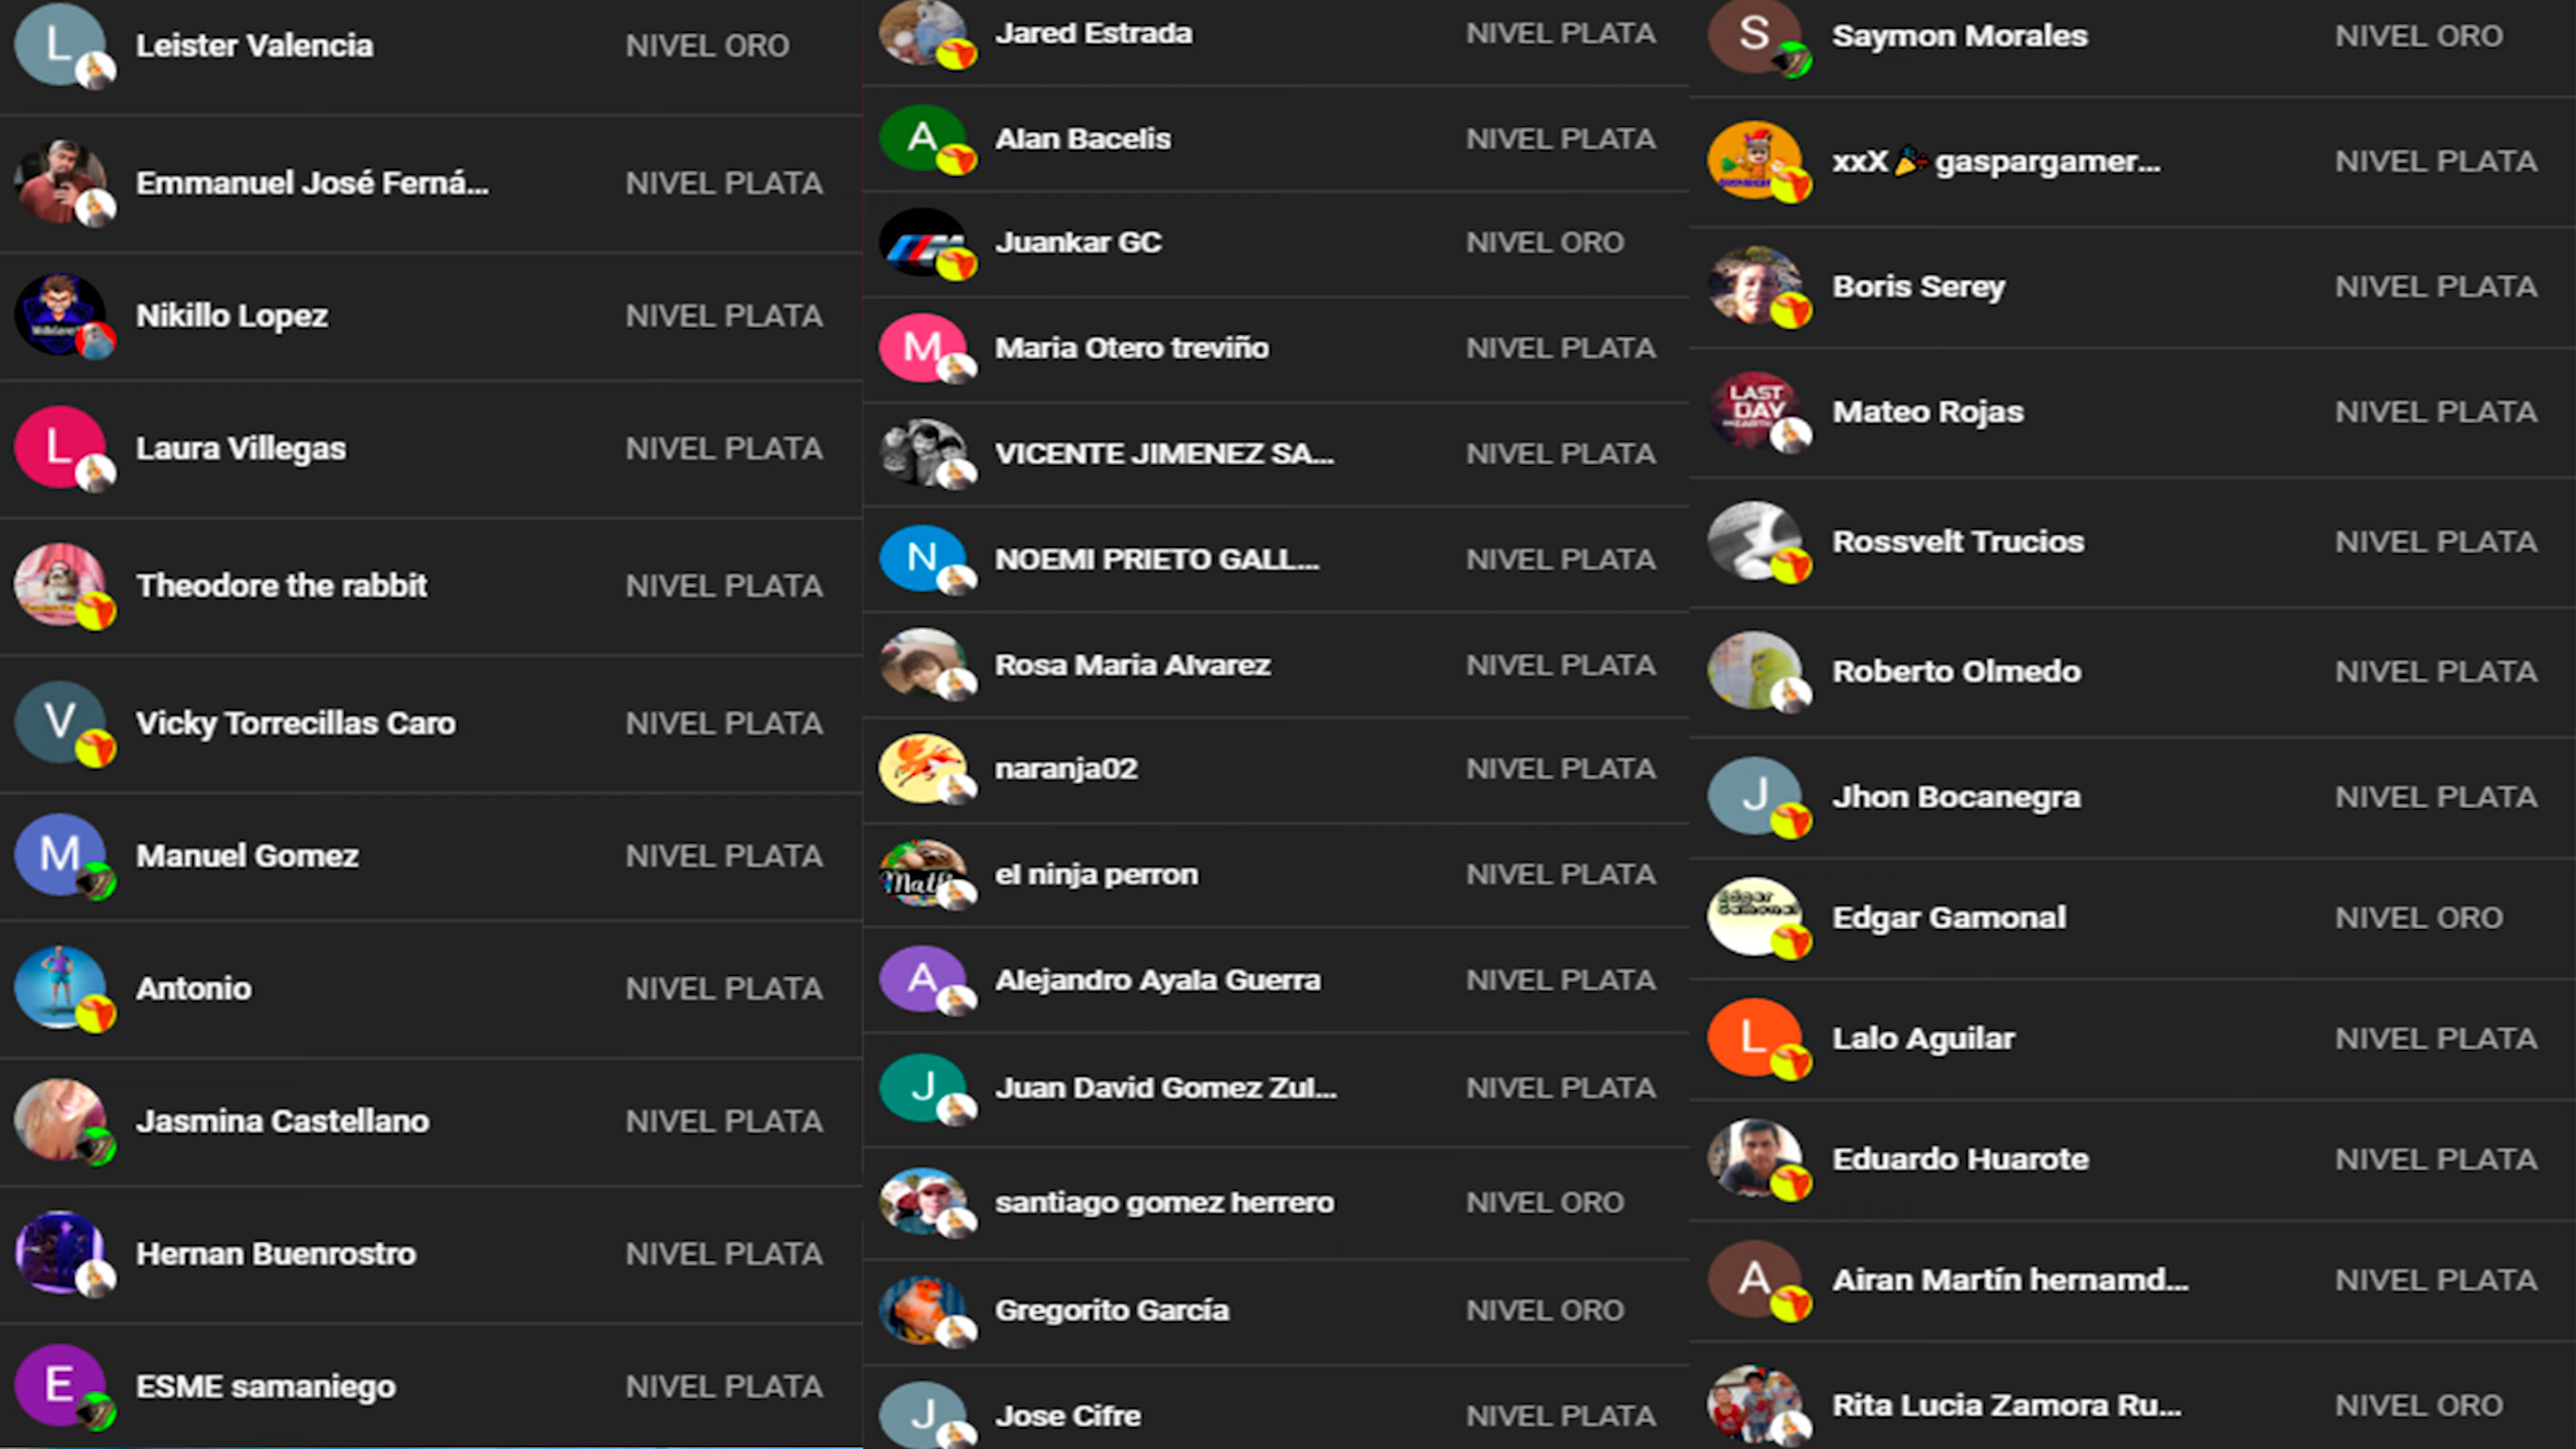 L Leister Valencia NIVEL ORO
Emmanuel José Ferná... NIVEL PLATA
Nikillo Lopez NIVEL PLATA
L Laura Villegas NIVEL PLATA
Theodore the rabbit NIVEL PLATA
V Vicky Torrecillas Caro NIVEL PLATA
M Manuel Gomez NIVEL PLATA
Antonio NIVEL PLATA
Jasmina Castellano NIVEL PLATA
Hernan Buenrostro NIVEL PLATA
E ESME samaniego NIVEL PLATA
Jared Estrada NIVEL PLATA
A Alan Bacelis NIVEL PLATA
Juankar GC NIVEL ORO
M Maria Otero treviño NIVEL PLATA
VICENTE JIMENEZ SA... NIVEL PLATA
N NOEMI PRIETO GALL... NIVEL PLATA
Rosa Maria Alvarez NIVEL PLATA
naranja02 NIVEL PLATA
el ninja perron NIVEL PLATA
A Alejandro Ayala Guerra NIVEL PLATA
J Juan David Gomez Zul... NIVEL PLATA
santiago gomez herrero NIVEL ORO
Gregorito García NIVEL ORO
J Jose Cifre NIVEL PLATA
S Saymon Morales NIVEL ORO
xxX 🎉 gaspargamer... NIVEL PLATA
Boris Serey NIVEL PLATA
LAST
DAY
Mateo Rojas NIVEL PLATA
Rossvelt Trucios NIVEL PLATA
Roberto Olmedo NIVEL PLATA
J Jhon Bocanegra NIVEL PLATA
Edgar
Gamonal
Edgar Gamonal NIVEL ORO
L Lalo Aguilar NIVEL PLATA
Eduardo Huarote NIVEL PLATA
A Airan Martín hernamd... NIVEL PLATA
Rita Lucia Zamora Ru... NIVEL ORO